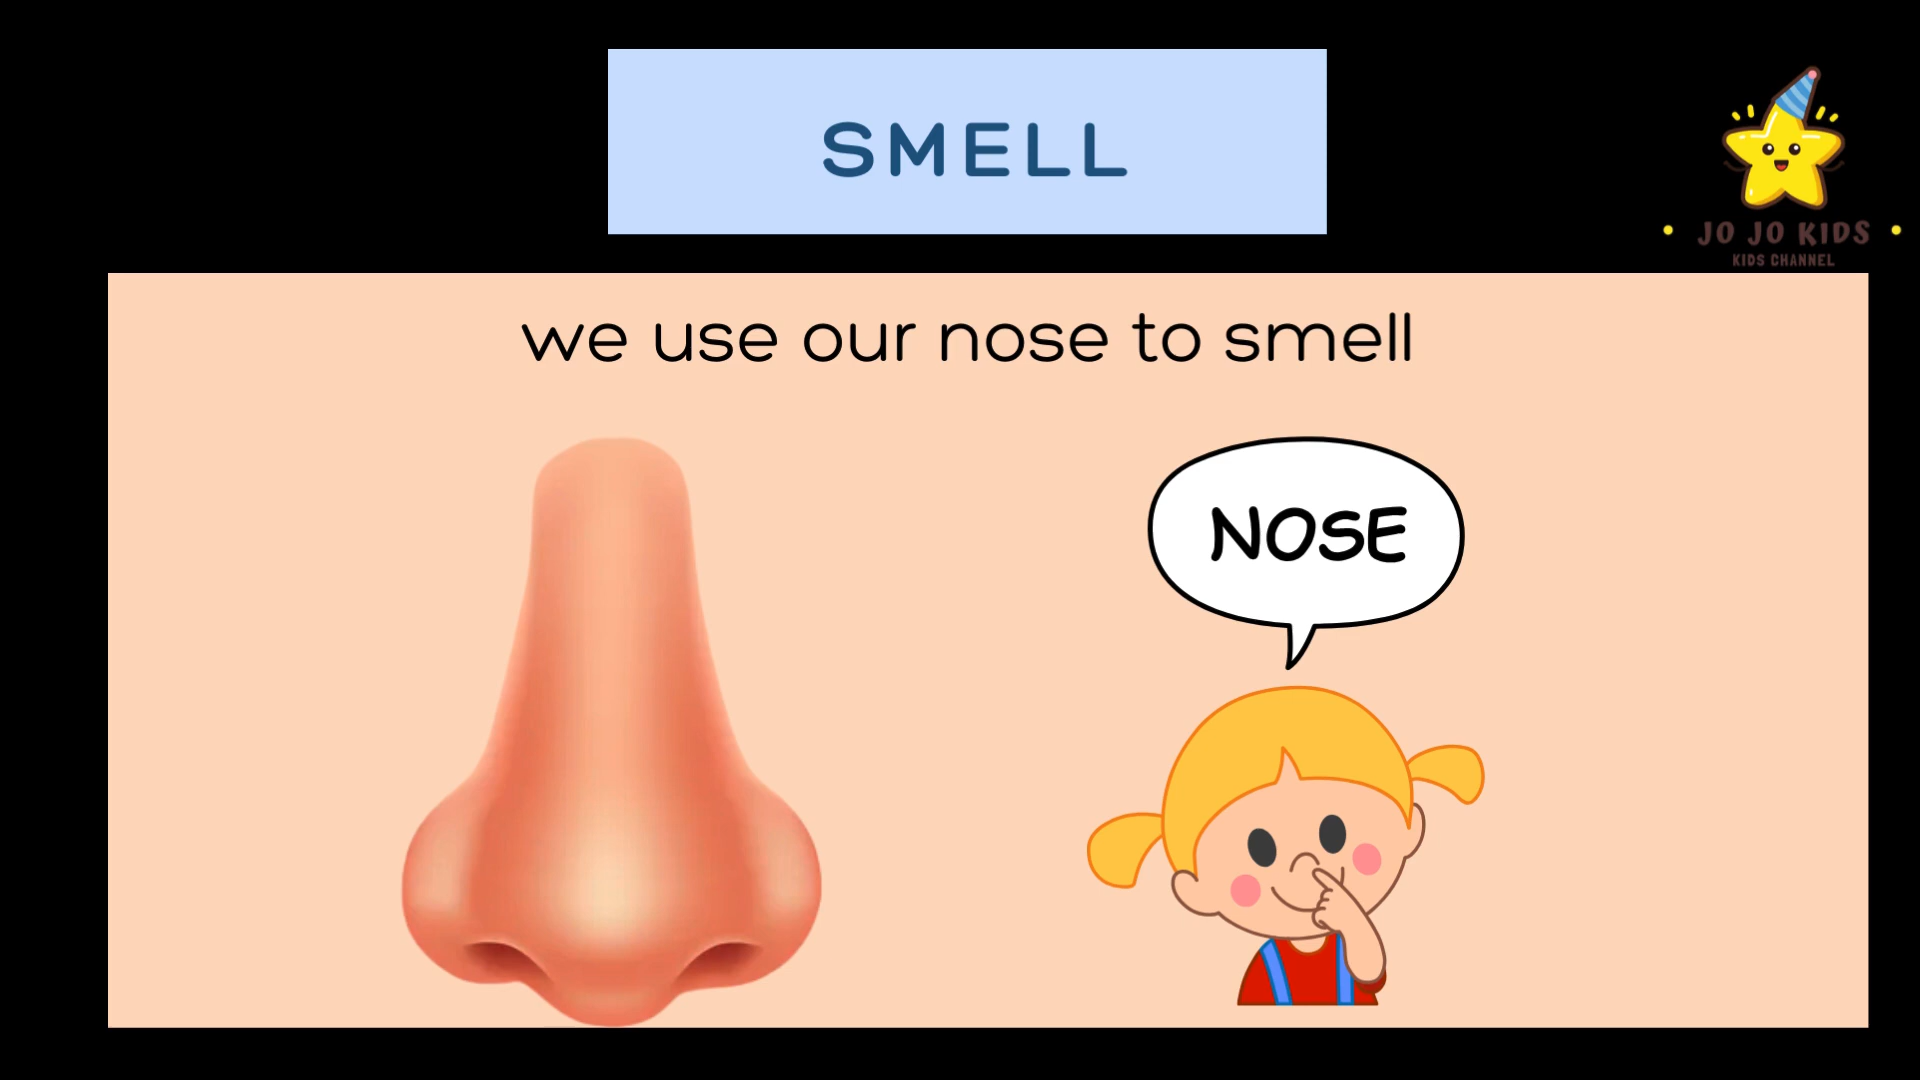 SMELL
JO JO KIDS
KIDS CHANNEL
we use our nose to smell
NOSE